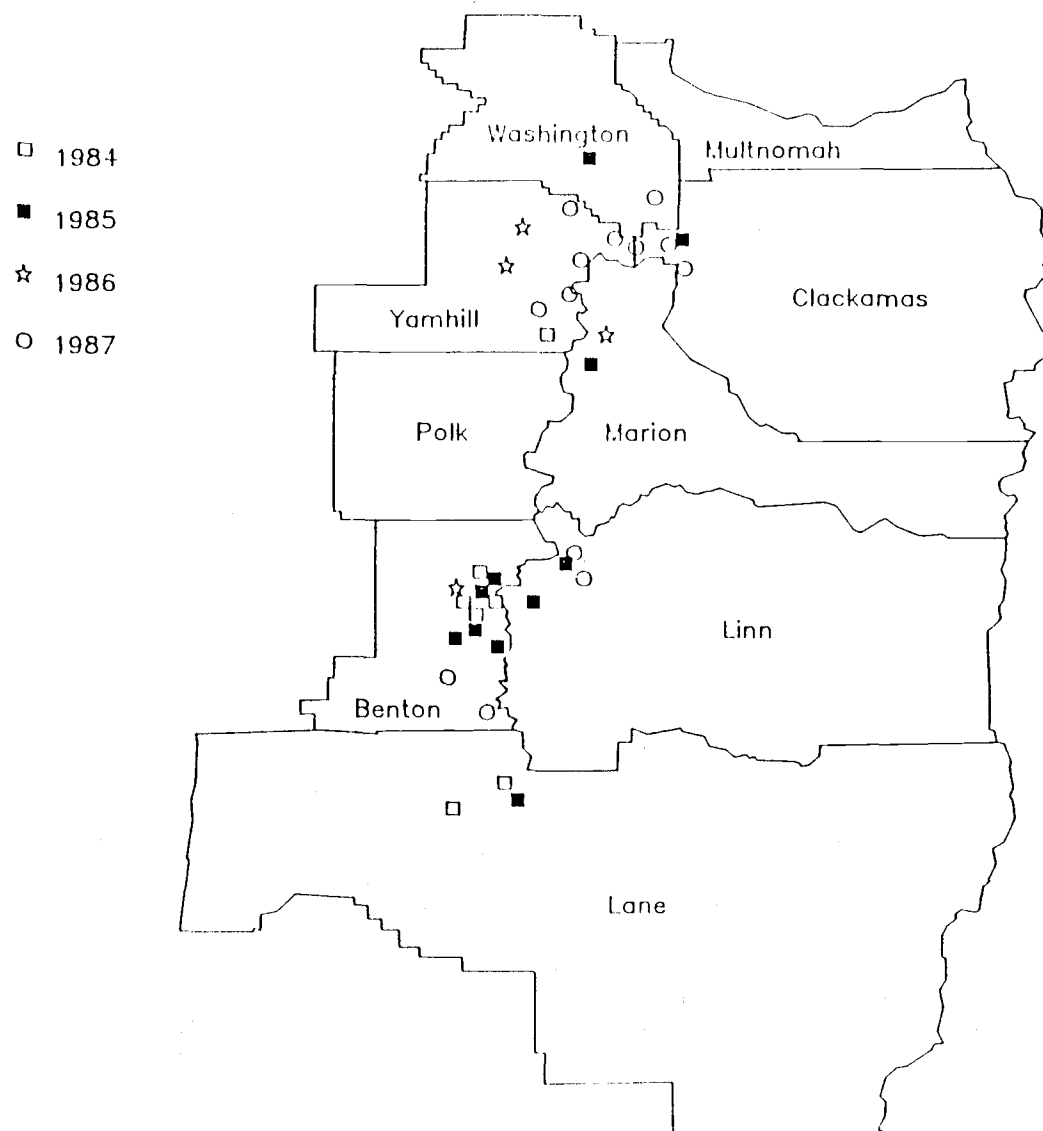 1984
1985
1986
1987
Washington
Multnomah
Yamhill
Clackamas
Polk
Marion
Linn
Benton
Lane